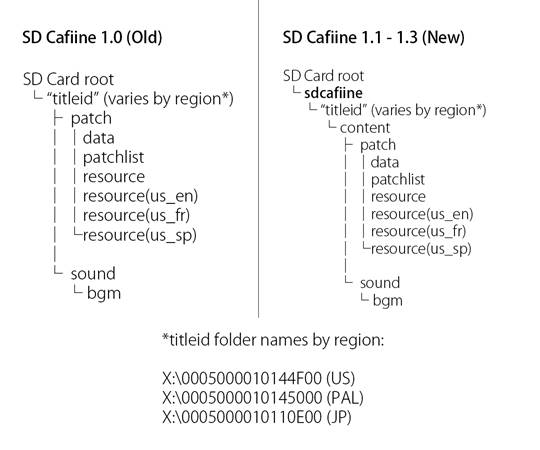 SD Cafiine 1.0 (Old)
SD Card root
“titleid” (varies by region*)
patch
data
patchlist
resource
resource(us_en)
resource(us_fr)
resource(us_sp)
sound
bgm
SD Cafiine 1.1 - 1.3 (New)
SD Card root
sdcafiine
“titleid” (varies by region*)
content
patch
data
patchlist
resource
resource(us_en)
resource(us_fr)
resource(us_sp)
sound
bgm
*titleid folder names by region:
X:\0005000010144F00 (US)
X:\0005000010145000 (PAL)
X:\0005000010110E00 (JP)